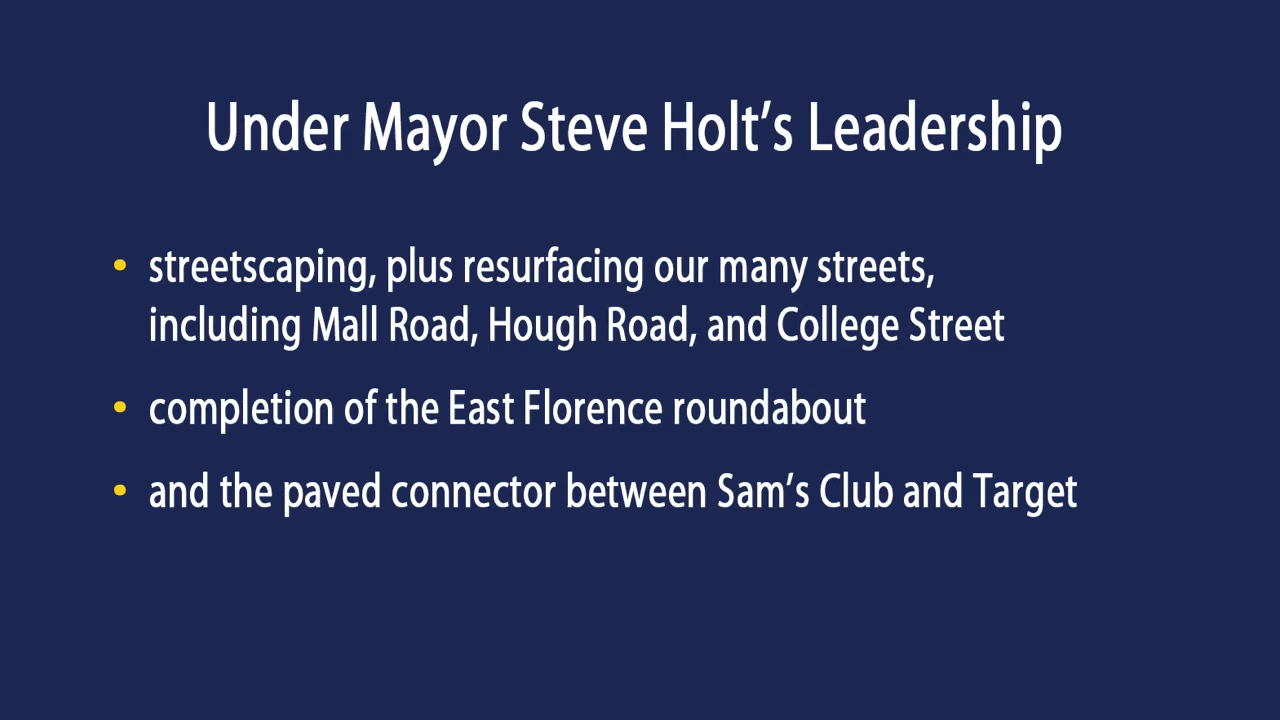 Under Mayor Steve Holt’s Leadership
• streetscaping, plus resurfacing our many streets,
including Mall Road, Hough Road, and College Street
• completion of the East Florence roundabout
• and the paved connector between Sam’s Club and Target